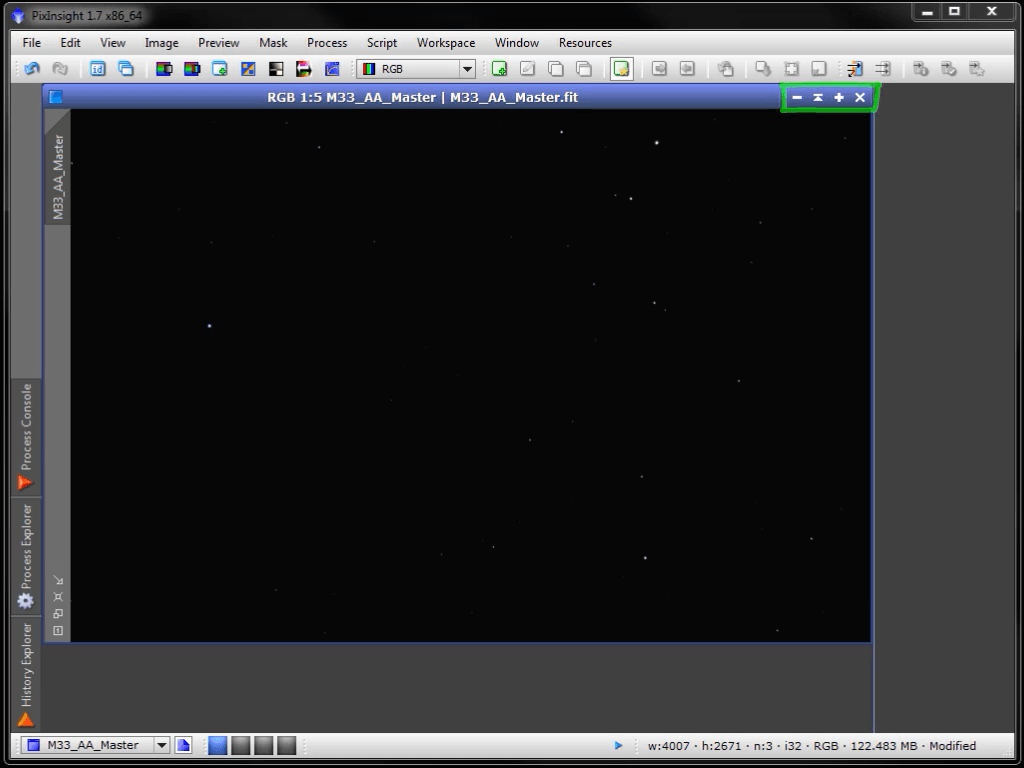 PixInsight 1.7 x86_64
File Edit View Image Preview Mask Process Script Workspace Window Resources
id RGB
RGB 1:5 M33_AA_Master | M33_AA_Master.fit
M33_AA_Master
Process Console
Process Explorer
History Explorer
M33_AA_Master w:4007 · h:2671 · n:3 · i32 · RGB · 122.483 MB · Modified